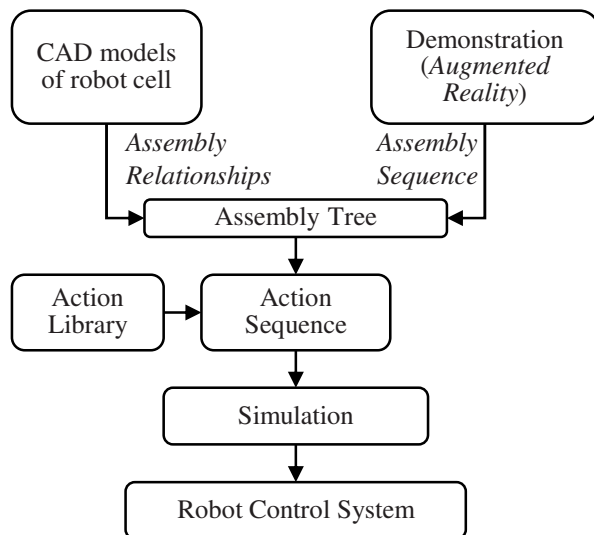 CAD models
of robot cell
Demonstration
(Augmented
Reality)
Assembly
Relationships
Assembly
Sequence
Assembly Tree
Action
Library
Action
Sequence
Simulation
Robot Control System